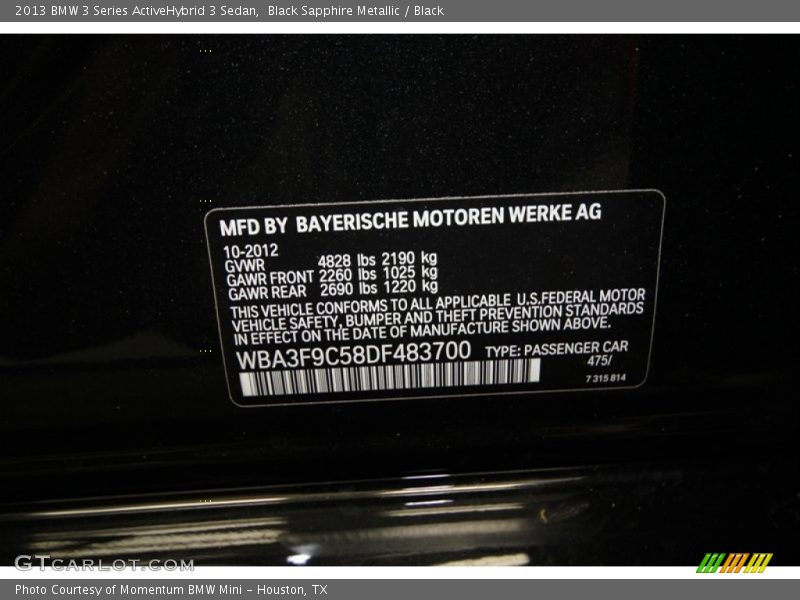 2013 BMW 3 Series ActiveHybrid 3 Sedan,  Black Sapphire Metallic / Black
MFD BY BAYERISCHE MOTOREN WERKE AG
10-2012
GVWR 4828 lbs 2190 kg
GAWR FRONT 2260 lbs 1025 kg
GAWR REAR 2690 lbs 1220 kg
THIS VEHICLE CONFORMS TO ALL APPLICABLE U.S.FEDERAL MOTOR
VEHICLE SAFETY, BUMPER AND THEFT PREVENTION STANDARDS
IN EFFECT ON THE DATE OF MANUFACTURE SHOWN ABOVE.
WBA3F9C58DF483700 TYPE: PASSENGER CAR
475/
7 315 814
GTCARLOT.COM
Photo Courtesy of Momentum BMW Mini - Houston, TX